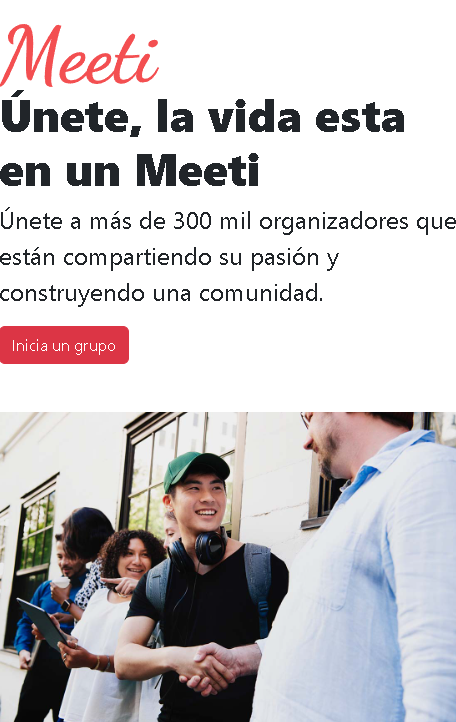 Meeti
Únete, la vida esta
en un Meeti
Únete a más de 300 mil organizadores que
están compartiendo su pasión y
construyendo una comunidad.
Inicia un grupo